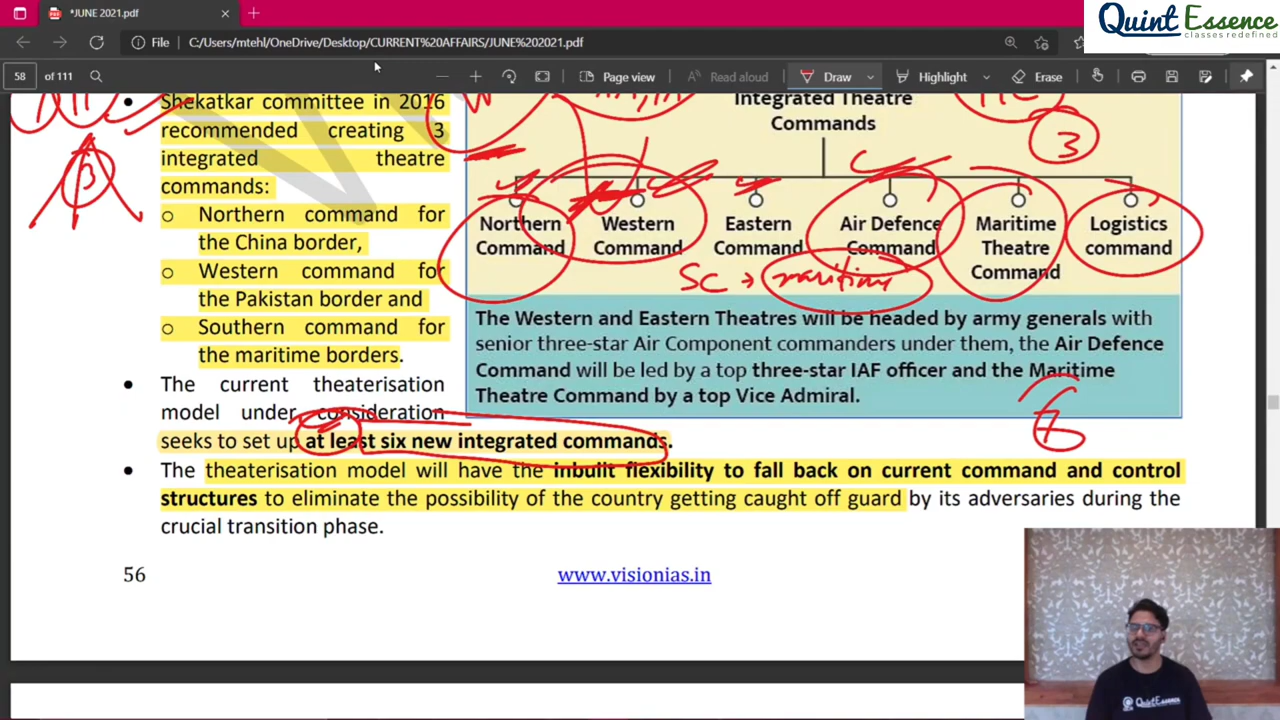 *JUNE 2021.pdf
File
C:/Users/mtehl/OneDrive/Desktop/CURRENT%20AFFAIRS/JUNE%202021.pdf
Quint Essence
classes redefined
58
of 111
Page view
Read aloud
Draw
Highlight
Erase
Shekatkar committee in 2016
recommended creating 3
integrated theatre
commands:
o Northern command for
the China border,
o Western command for
the Pakistan border and
o Southern command for
the maritime borders.
• The current theaterisation
model under consideration
seeks to set up at least six new integrated commands.
• The theaterisation model will have the inbuilt flexibility to fall back on current command and control
structures to eliminate the possibility of the country getting caught off guard by its adversaries during the
crucial transition phase.
3
Integrated Theatre
Commands
3
Northern
Command
Western
Command
Eastern
Command
Air Defence
Command
Maritime
Theatre
Command
Logistics
command
SC → maritime
The Western and Eastern Theatres will be headed by army generals with
senior three-star Air Component commanders under them, the Air Defence
Command will be led by a top three-star IAF officer and the Maritime
Theatre Command by a top Vice Admiral.
56
www.visionias.in
Quint Essence